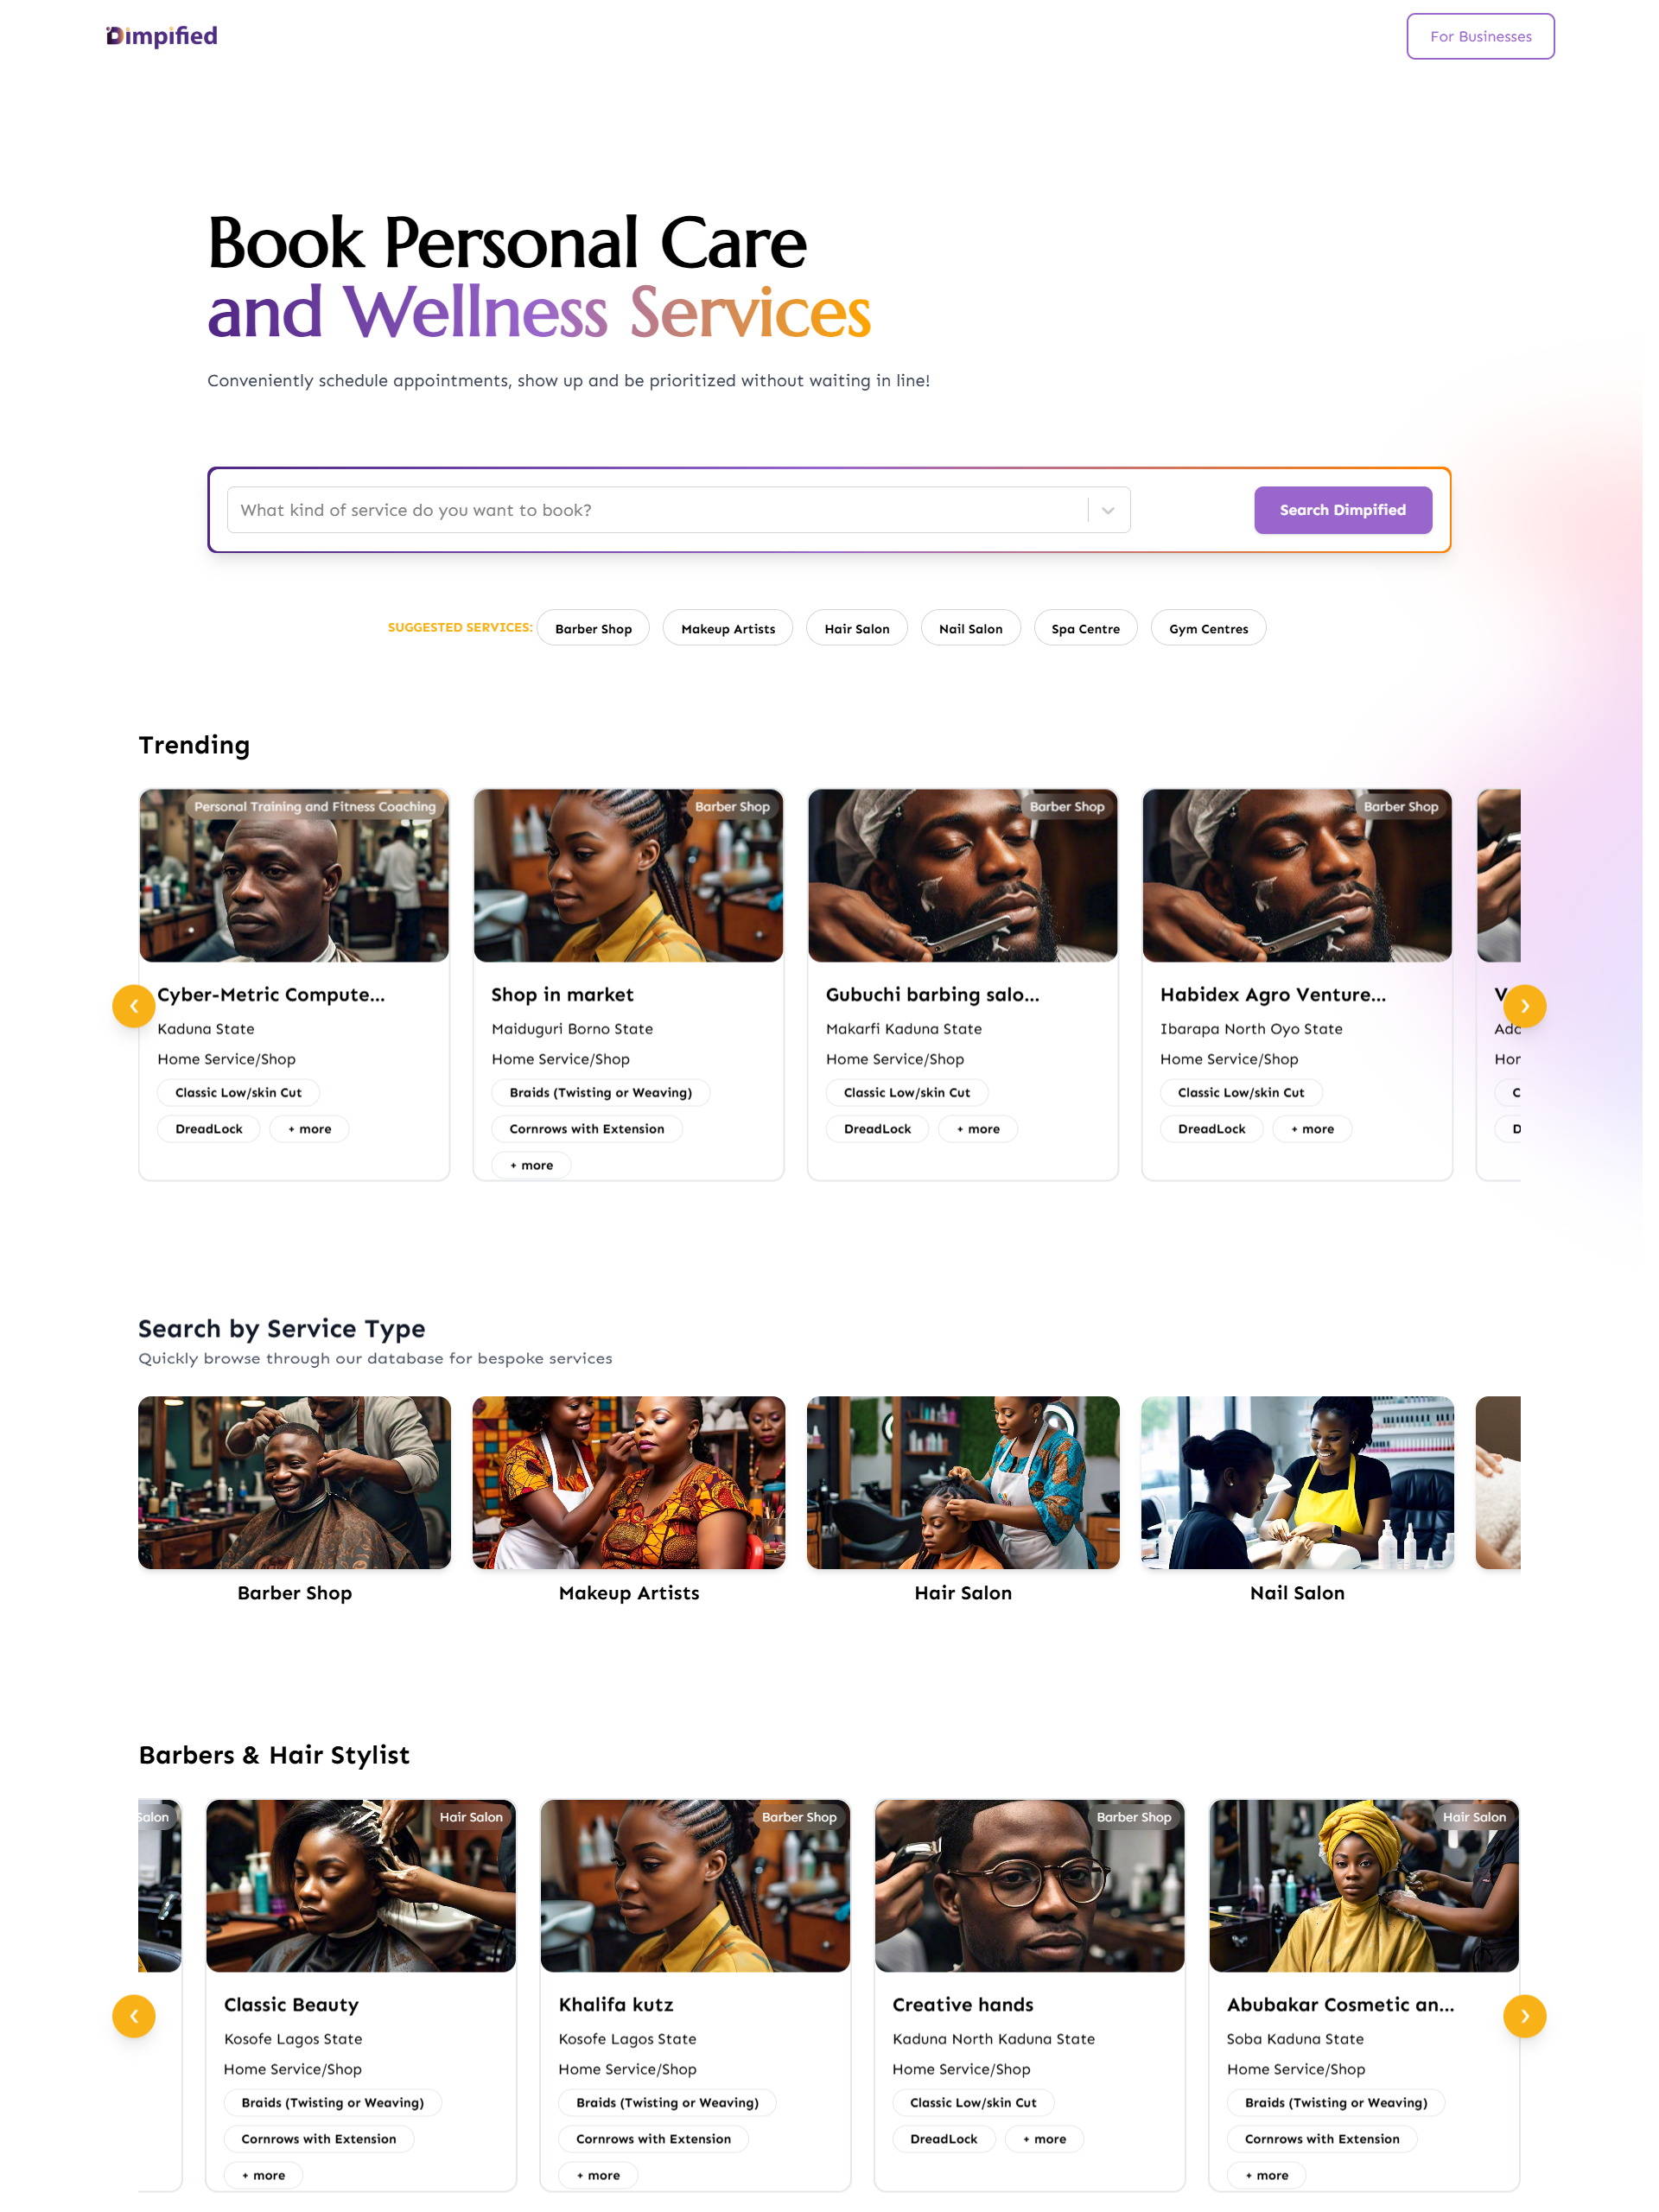 Dimpified
For Businesses
Book Personal Care
and Wellness Services
Conveniently schedule appointments, show up and be prioritized without waiting in line!
What kind of service do you want to book?
Search Dimpified
SUGGESTED SERVICES:
Barber Shop
Makeup Artists
Hair Salon
Nail Salon
Spa Centre
Gym Centres
Trending
Personal Training and Fitness Coaching
Cyber-Metric Compute...
Kaduna State
Home Service/Shop
Classic Low/skin Cut
DreadLock
+ more
Barber Shop
Shop in market
Maiduguri Borno State
Home Service/Shop
Braids (Twisting or Weaving)
Cornrows with Extension
+ more
Barber Shop
Gubuchi barbing salo...
Makarfi Kaduna State
Home Service/Shop
Classic Low/skin Cut
DreadLock
+ more
Barber Shop
Habidex Agro Venture...
Ibarapa North Oyo State
Home Service/Shop
Classic Low/skin Cut
DreadLock
+ more
Search by Service Type
Quickly browse through our database for bespoke services
Barber Shop
Makeup Artists
Hair Salon
Nail Salon
Barbers & Hair Stylist
Salon
Hair Salon
Classic Beauty
Kosofe Lagos State
Home Service/Shop
Braids (Twisting or Weaving)
Cornrows with Extension
+ more
Barber Shop
Khalifa kutz
Kosofe Lagos State
Home Service/Shop
Braids (Twisting or Weaving)
Cornrows with Extension
+ more
Barber Shop
Creative hands
Kaduna North Kaduna State
Home Service/Shop
Classic Low/skin Cut
DreadLock
+ more
Hair Salon
Abubakar Cosmetic an...
Soba Kaduna State
Home Service/Shop
Braids (Twisting or Weaving)
Cornrows with Extension
+ more